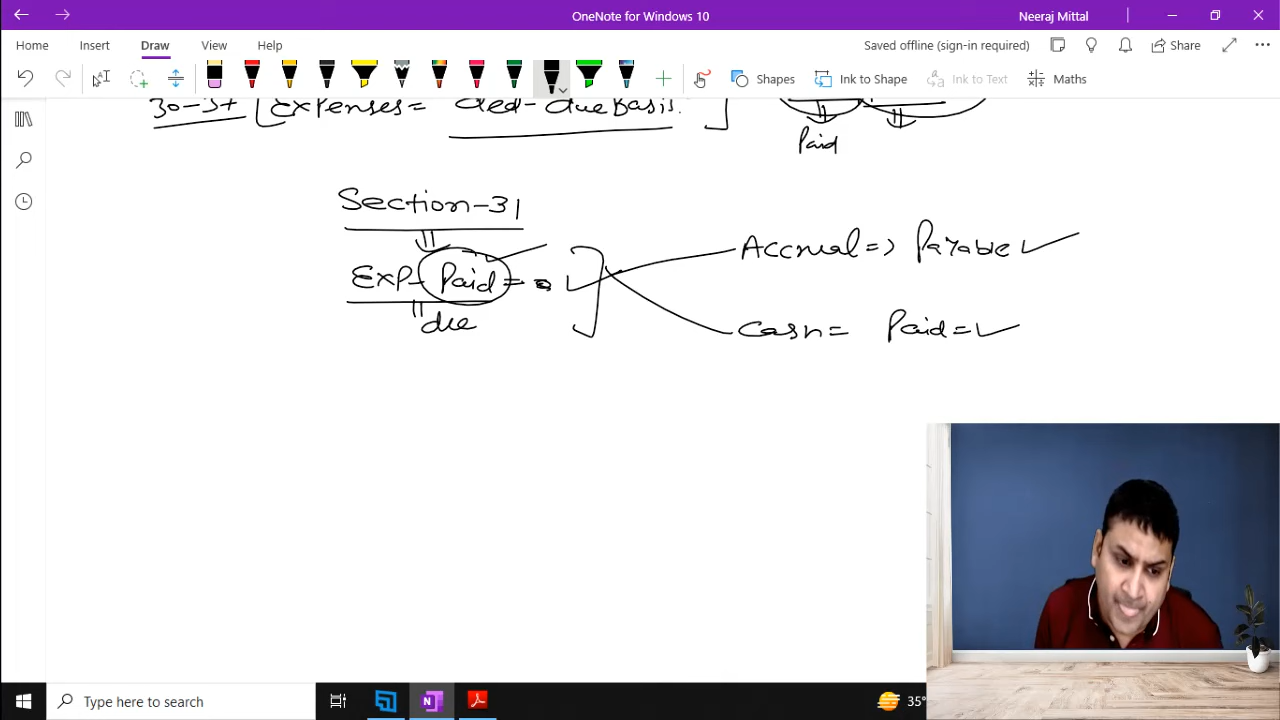 OneNote for Windows 10
Neeraj Mittal
Home Insert Draw View Help
Saved offline (sign-in required)
Share
Shapes
Ink to Shape
Ink to Text
Maths
30-37 [Expenses = ded - due Basis.]
Paid
Section-31
Exp - Paid =
due
Accrual => Payable ✓
Cash = Paid = ✓
Type here to search
35°